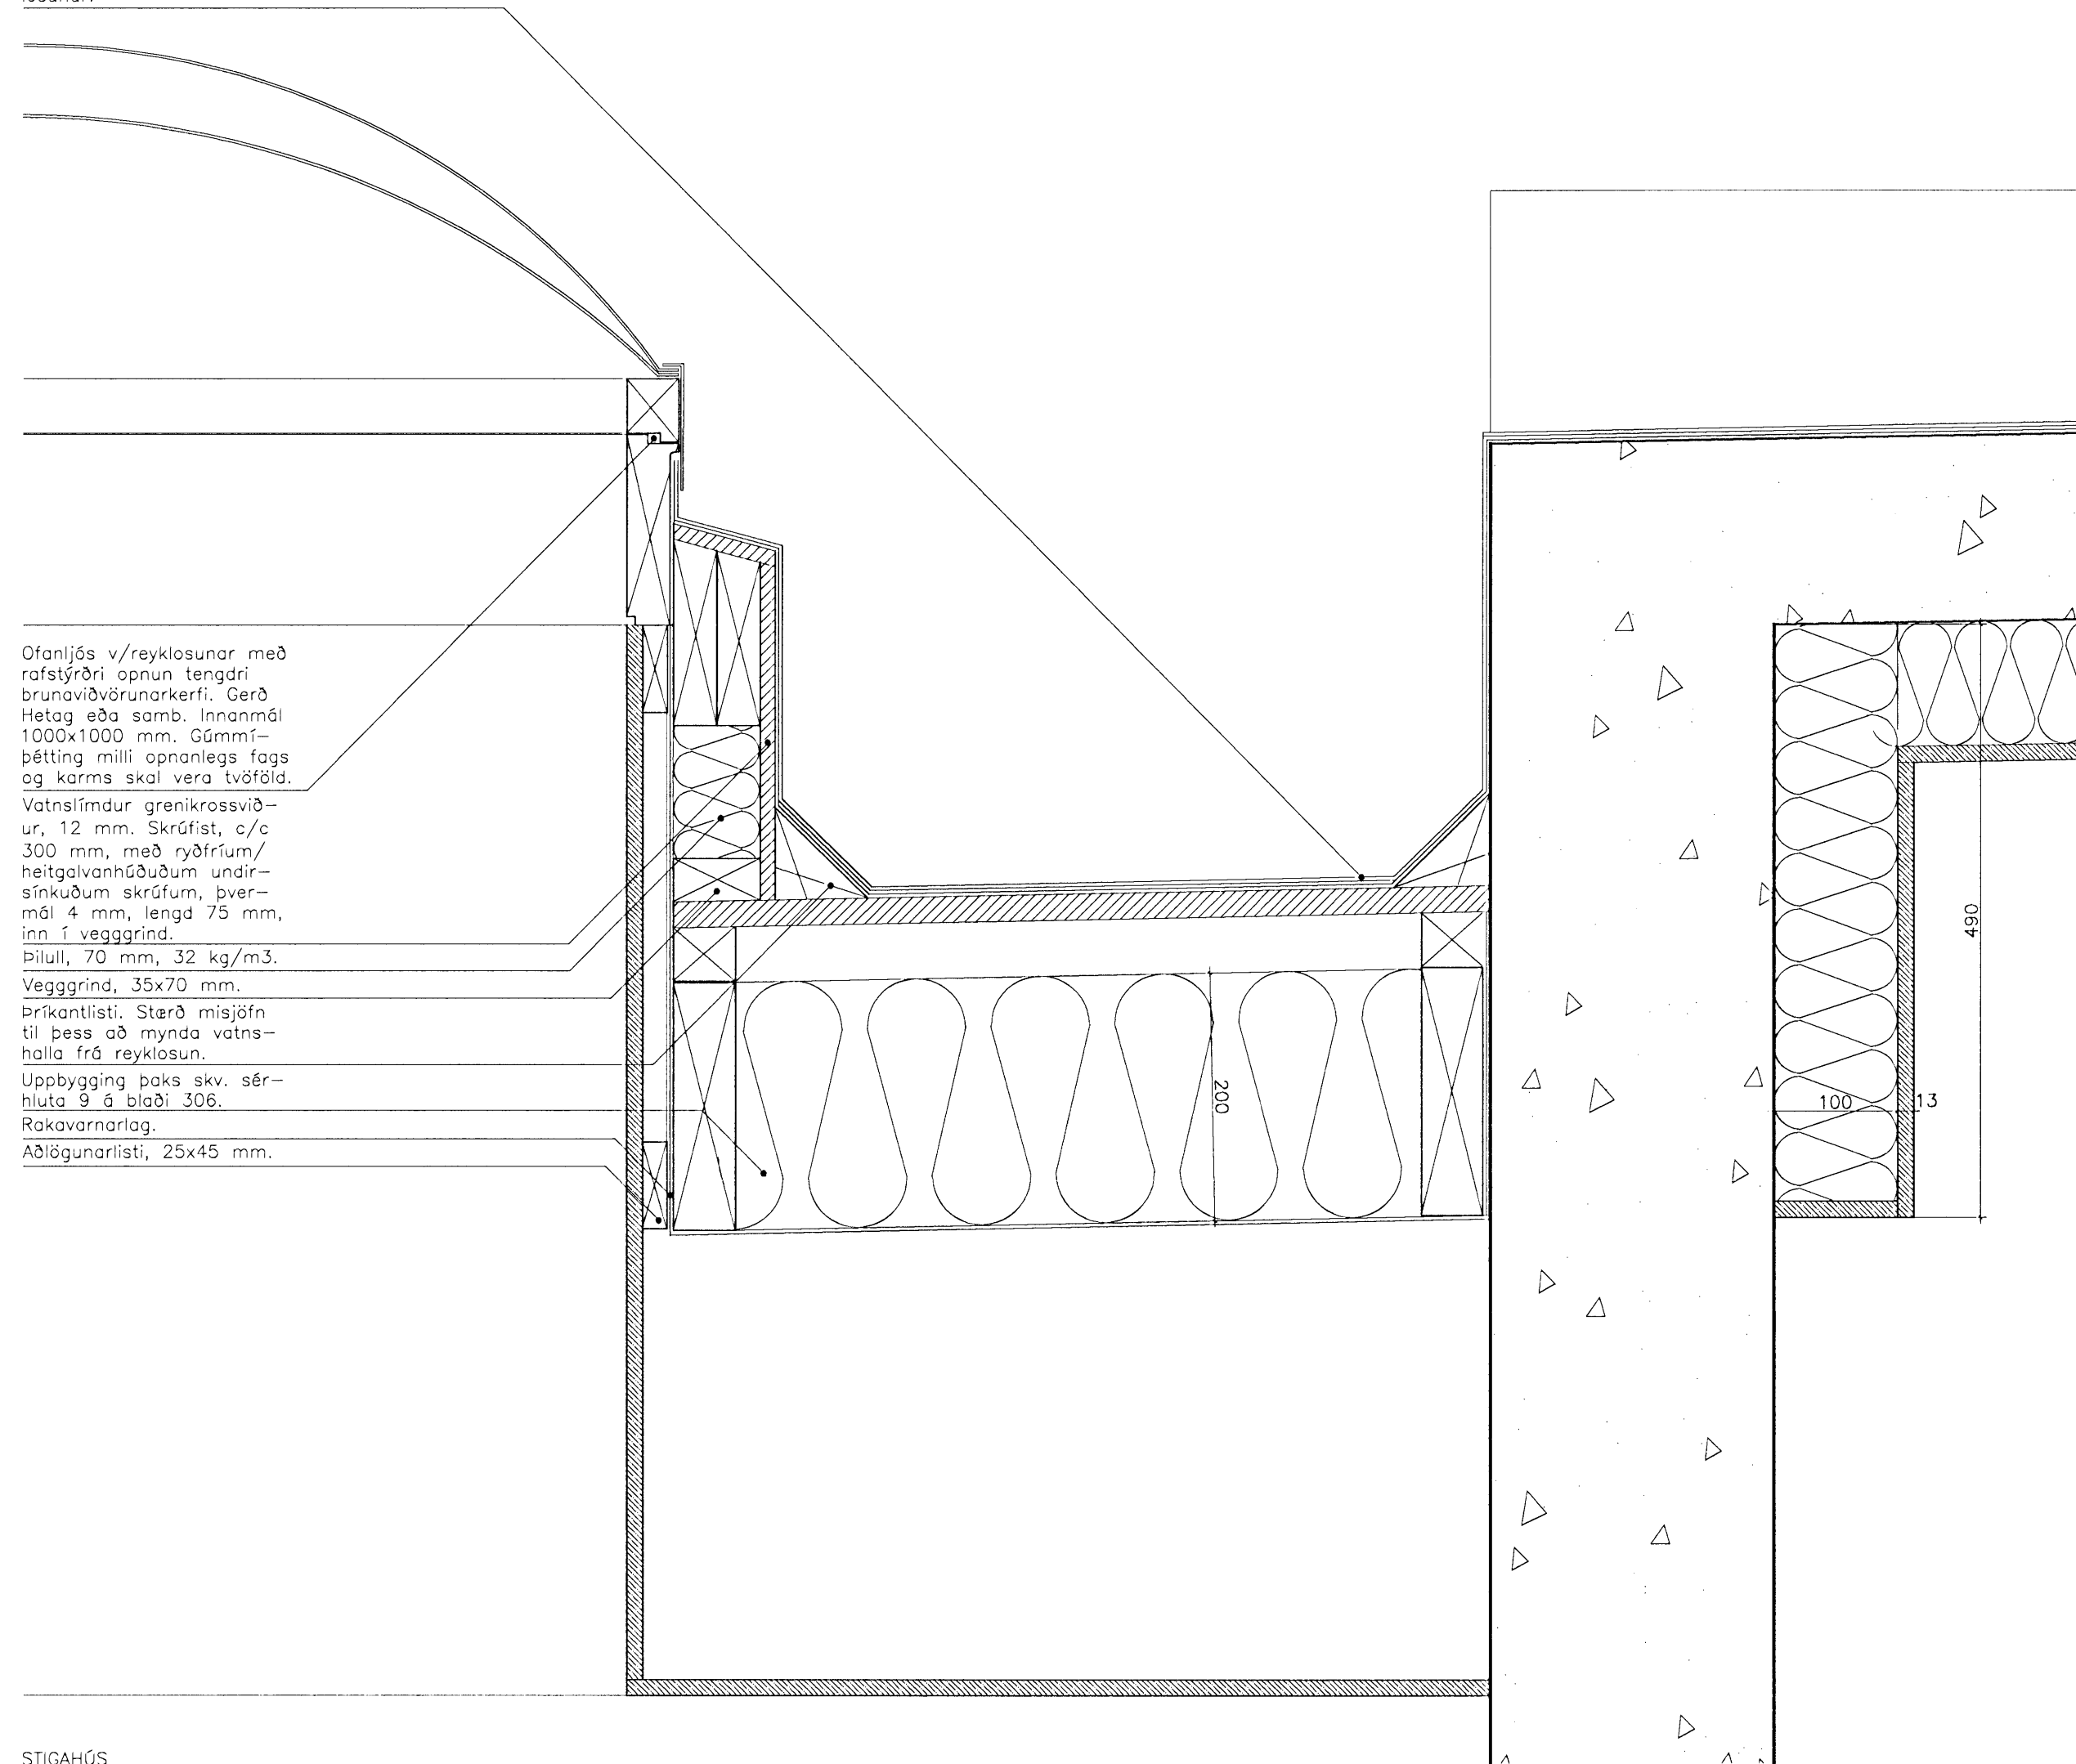 Ofanljós v/reyklosunar með
rafstýrðri opnun tengdri
brunaviðvörunarkerfi. Gerð
Hetag eða samb. Innanmál
1000x1000 mm. Gúmmí–
þétting milli opnanlegs fags
og karms skal vera tvöföld.
Vatnslímdur grenikrossvið–
ur, 12 mm. Skrúfist, c/c
300 mm, með ryðfríum/
heitgalvanhúðuðum undir–
sínkuðum skrúfum, þver–
mál 4 mm, lengd 75 mm,
inn í vegggrind.
Þilull, 70 mm, 32 kg/m3.
Vegggrind, 35x70 mm.
Þríkantlisti. Stærð misjöfn
til þess að mynda vatns–
halla frá reyklosun.
Uppbygging þaks skv. sér–
hluta 9 á blaði 306.
Rakavarnarlag.
Aðlögunarlisti, 25x45 mm.
200
490
100
13
STIGAHÚS